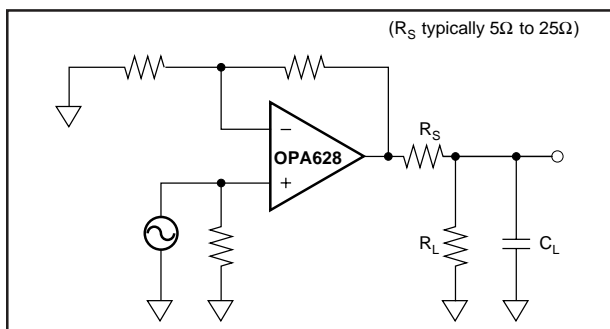 (R_S typically 5Ω to 25Ω)
−
OPA628
+
R_S
R_L
C_L